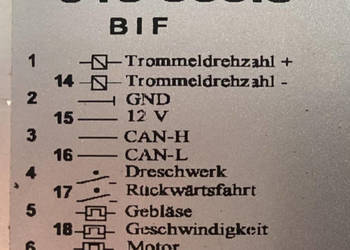 BIF
1 Trommeldrehzahl +
14 Trommeldrehzahl -
2 GND
15 12 V
3 CAN-H
16 CAN-L
4 Dreschwerk
17 Rückwärtsfahrt
5 Gebläse
18 Geschwindigkeit
6 Motor